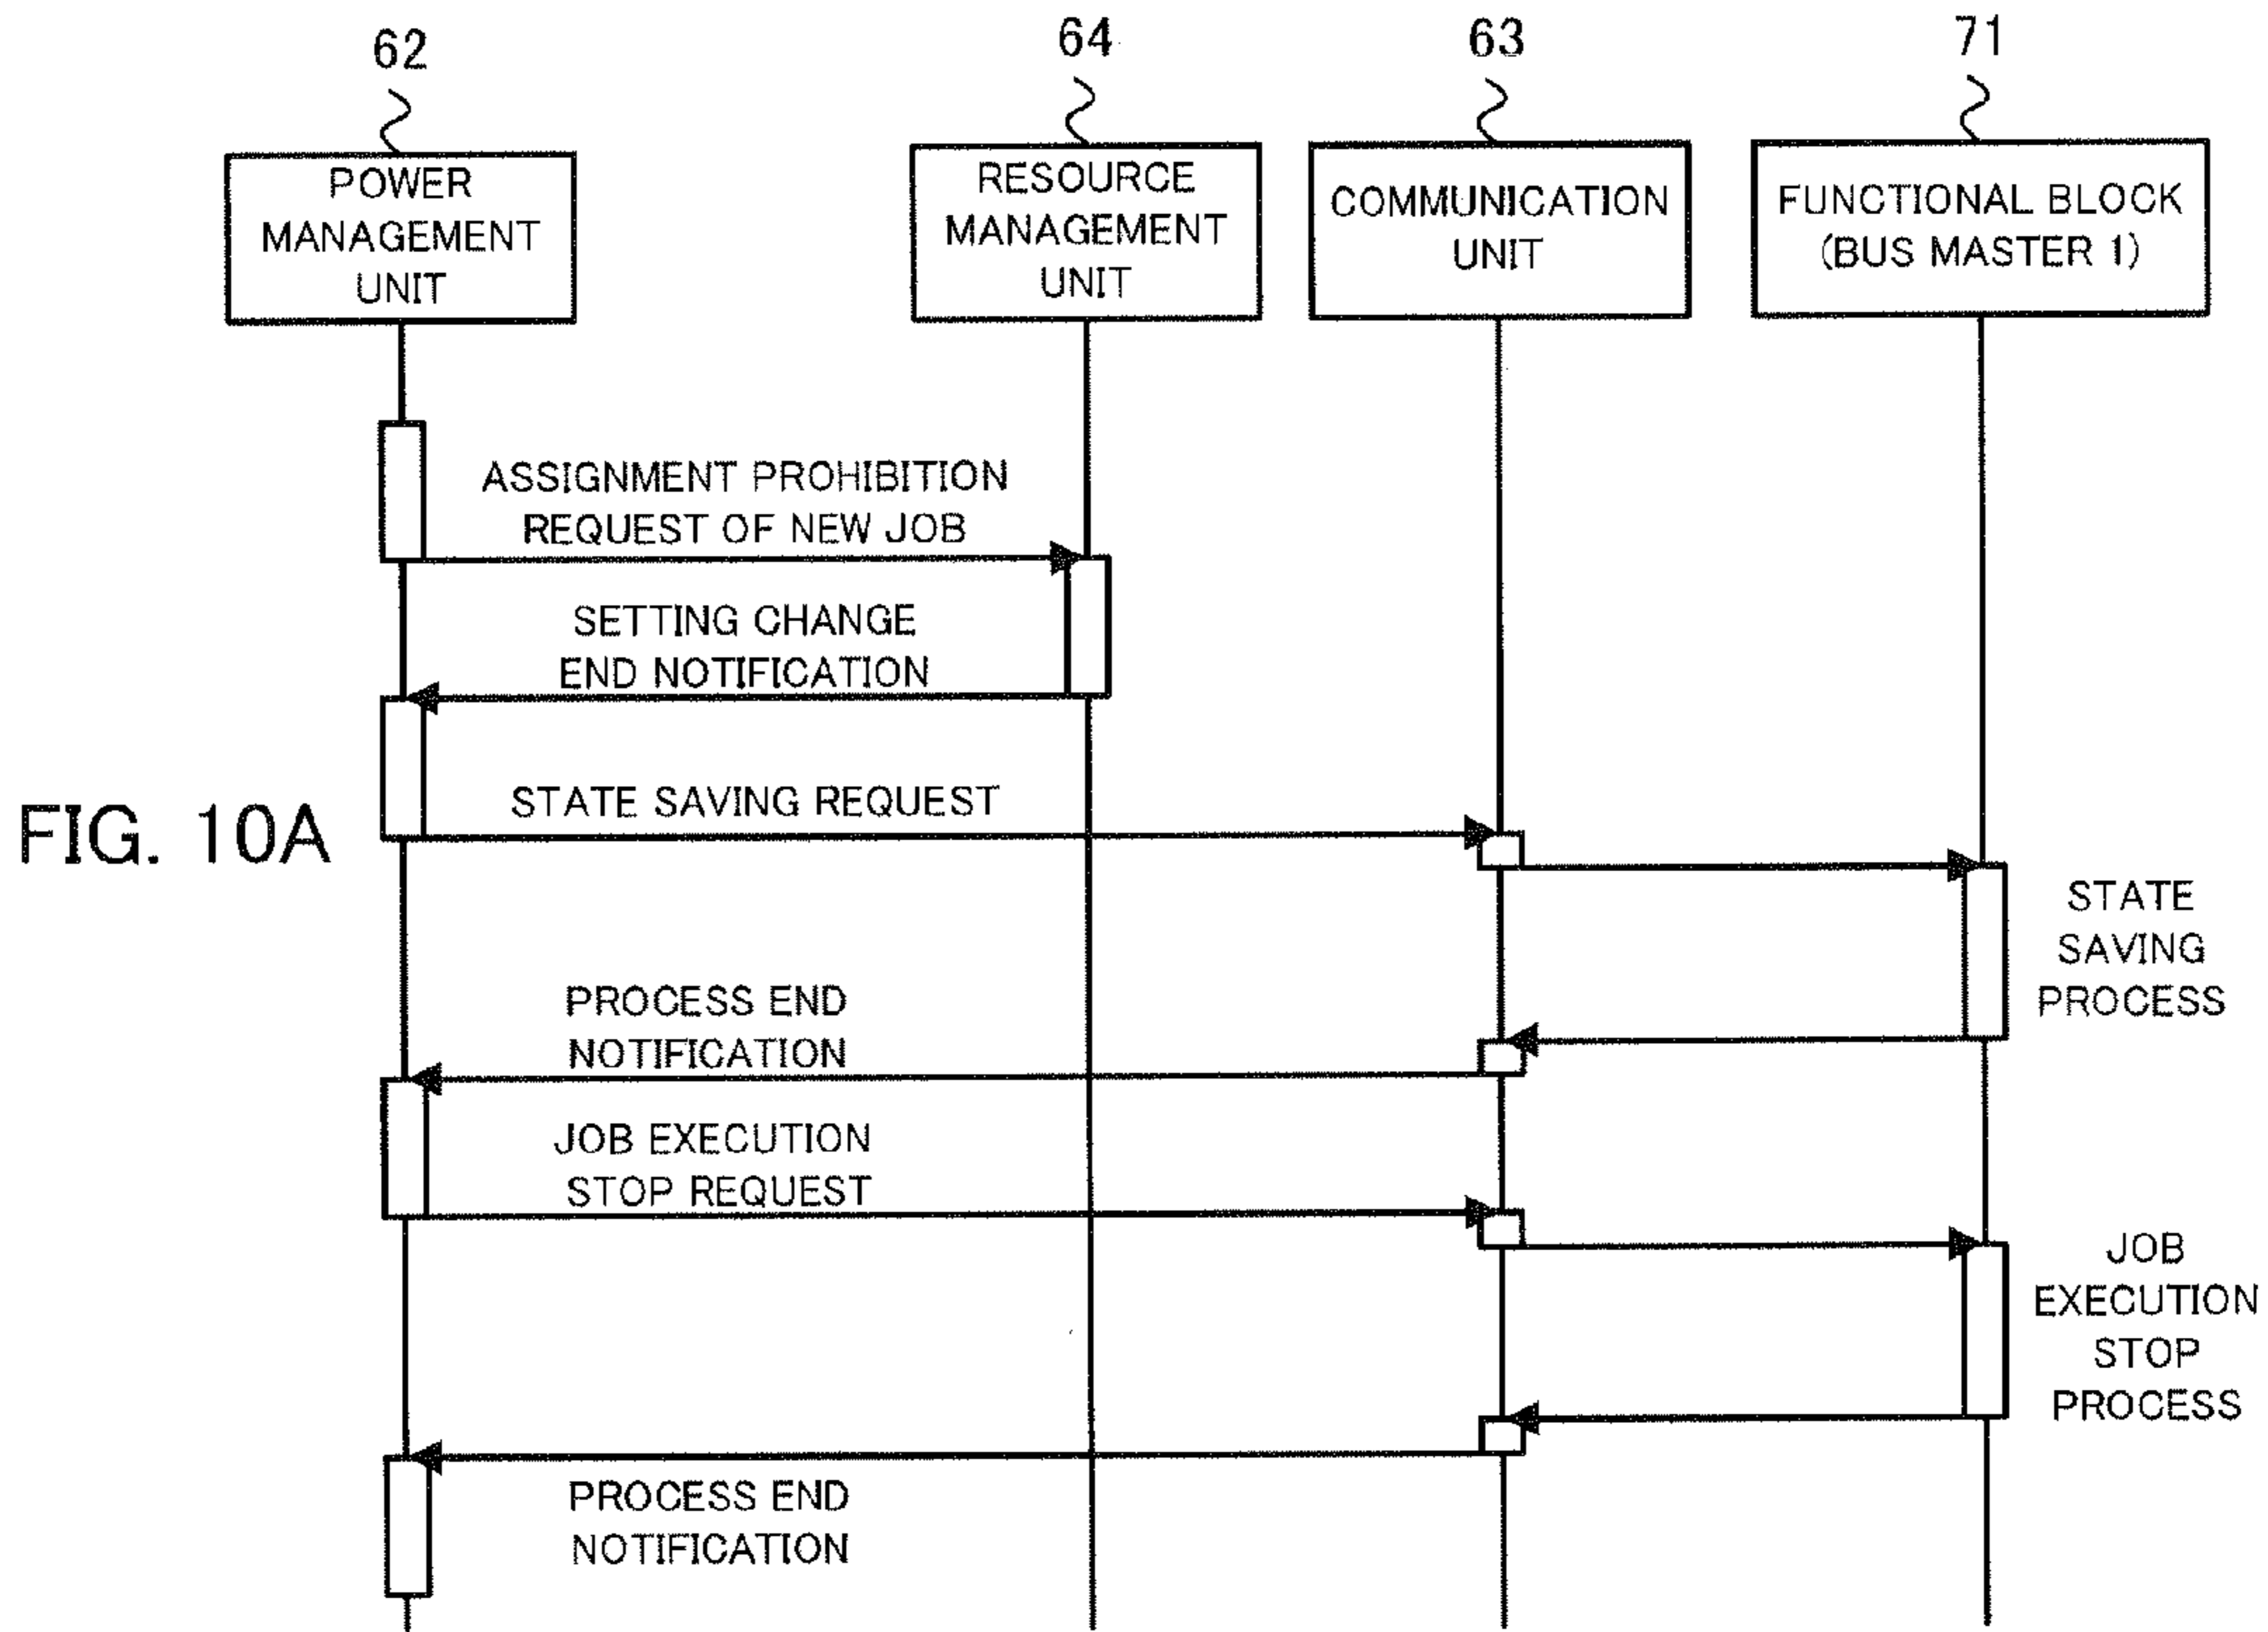 62
64
63
71
POWER
MANAGEMENT
UNIT
RESOURCE
MANAGEMENT
UNIT
COMMUNICATION
UNIT
FUNCTIONAL BLOCK
(BUS MASTER 1)
ASSIGNMENT PROHIBITION
REQUEST OF NEW JOB
SETTING CHANGE
END NOTIFICATION
STATE SAVING REQUEST
FIG. 10A
STATE
SAVING
PROCESS
PROCESS END
NOTIFICATION
JOB EXECUTION
STOP REQUEST
JOB
EXECUTION
STOP
PROCESS
PROCESS END
NOTIFICATION